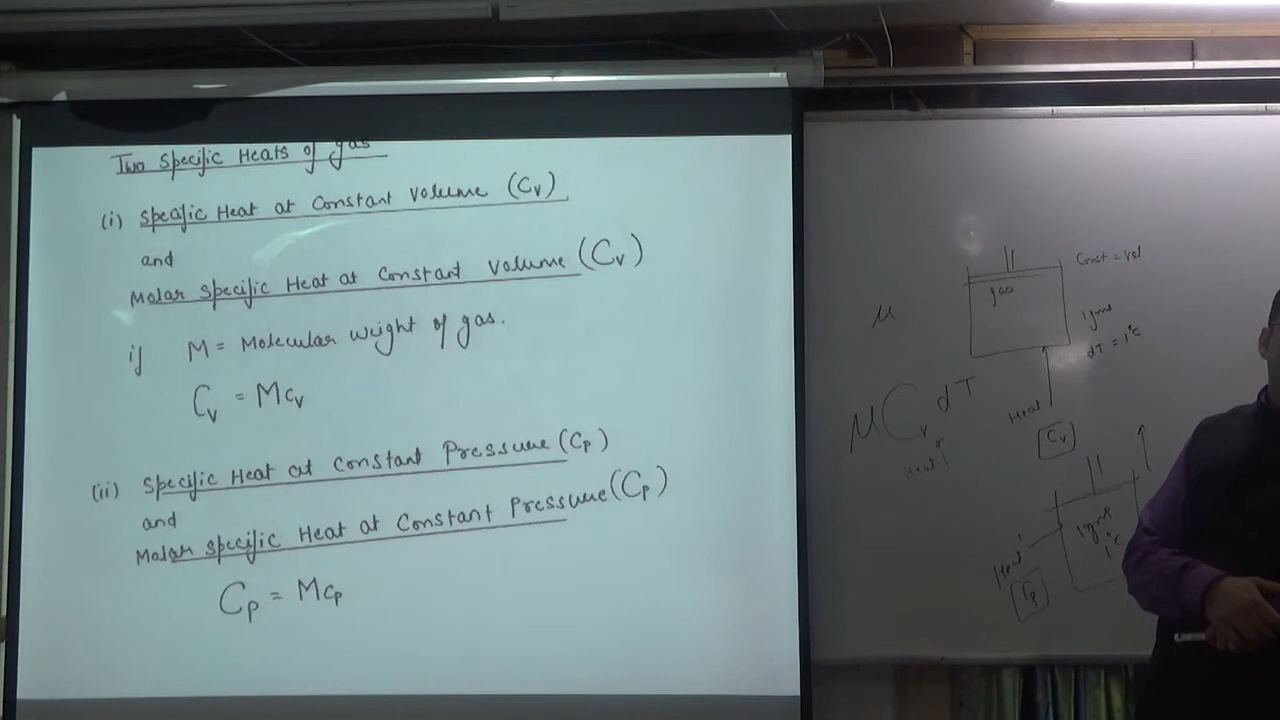 Two Specific Heats of gas
(i) Specific Heat at Constant Volume (Cv)
and
Molar Specific Heat at Constant Volume (Cv)
if M = Molecular weight of gas.
Cv = Mcv
(ii) Specific Heat at Constant Pressure (Cp)
and
Molar Specific Heat at Constant Pressure (Cp)
Cp = Mcp
Const = Vol
gas
1 gms
dT = 1°C
μ
Heat
Cv
μCv dT
Heat
1 gms
1°C
Heat
Cp